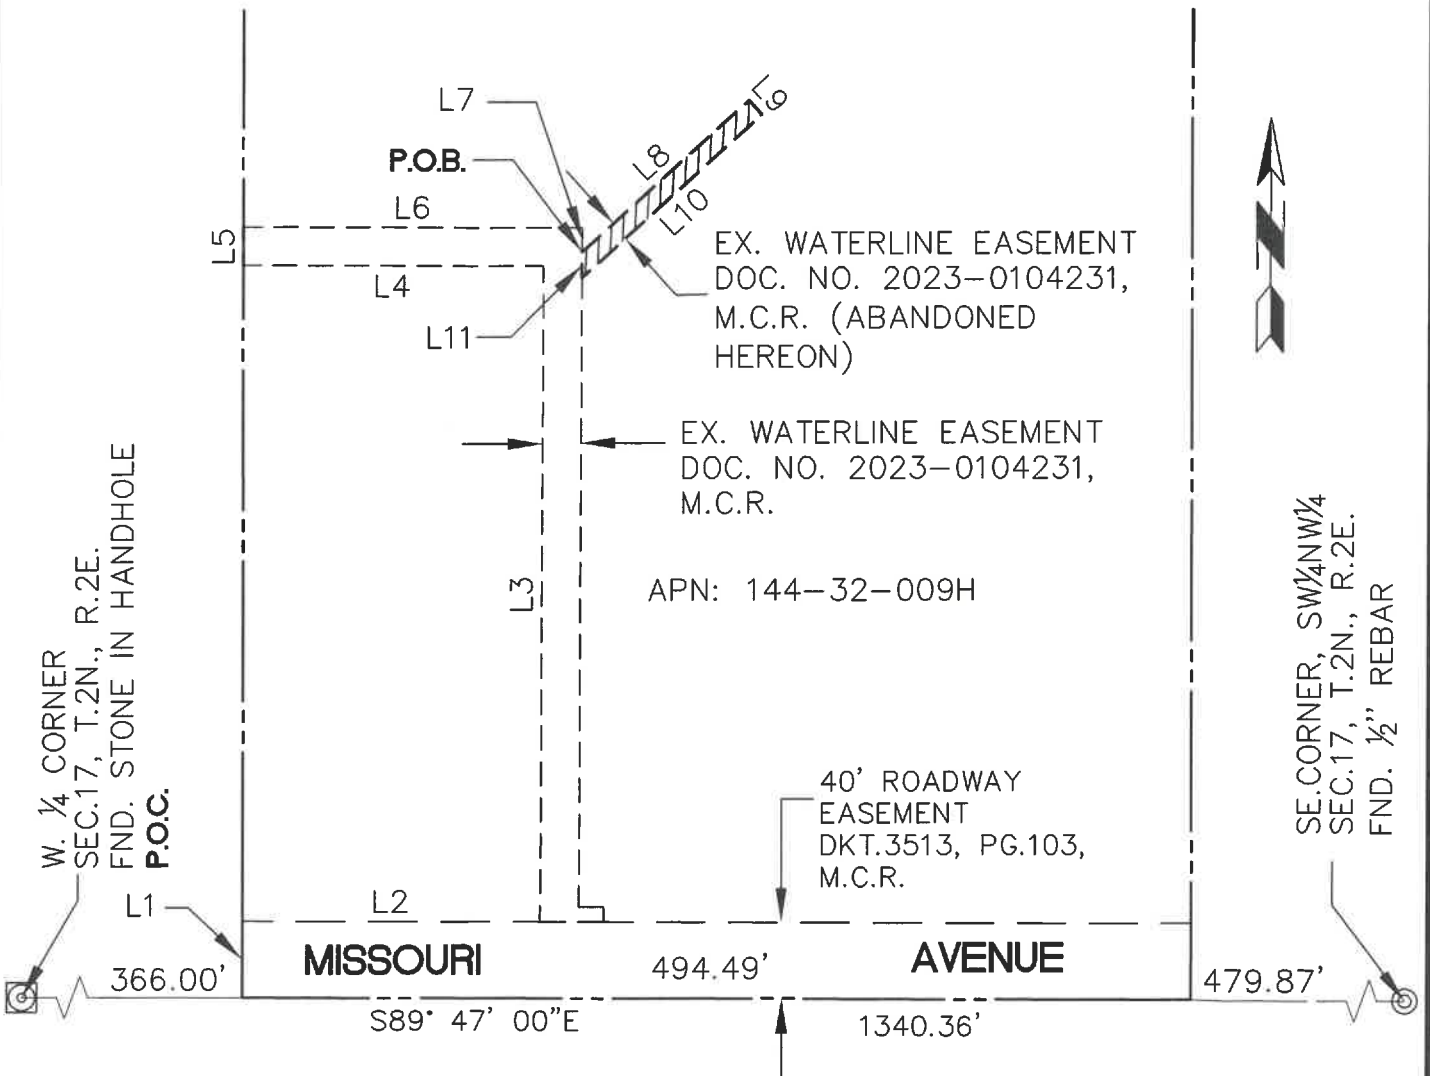 L7
P.O.B.
L8
L9
L10
L6
L5
L4
L11
EX. WATERLINE EASEMENT
DOC. NO. 2023-0104231,
M.C.R. (ABANDONED
HEREON)
N
EX. WATERLINE EASEMENT
DOC. NO. 2023-0104231,
M.C.R.
L3
APN: 144-32-009H
W. ¼ CORNER
SEC.17, T.2N., R.2E.
FND. STONE IN HANDHOLE
P.O.C.
SE.CORNER, SW¼NW¼
SEC.17, T.2N., R.2E.
FND. ½" REBAR
40' ROADWAY
EASEMENT
DKT.3513, PG.103,
M.C.R.
L1
L2
MISSOURI AVENUE
366.00'
494.49'
479.87'
S89° 47' 00"E
1340.36'